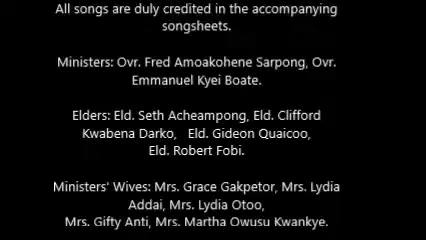 All songs are duly credited in the accompanying
songsheets.
Ministers: Ovr. Fred Amoakohene Sarpong, Ovr.
Emmanuel Kyei Boate.
Elders: Eld. Seth Acheampong, Eld. Clifford
Kwabena Darko, Eld. Gideon Quaicoo,
Eld. Robert Fobi.
Ministers' Wives: Mrs. Grace Gakpetor, Mrs. Lydia
Addai, Mrs. Lydia Otoo,
Mrs. Gifty Anti, Mrs. Martha Owusu Kwankye.